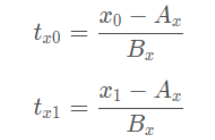 t_{x0} = \frac{x_0 - A_x}{B_x}
t_{x1} = \frac{x_1 - A_x}{B_x}